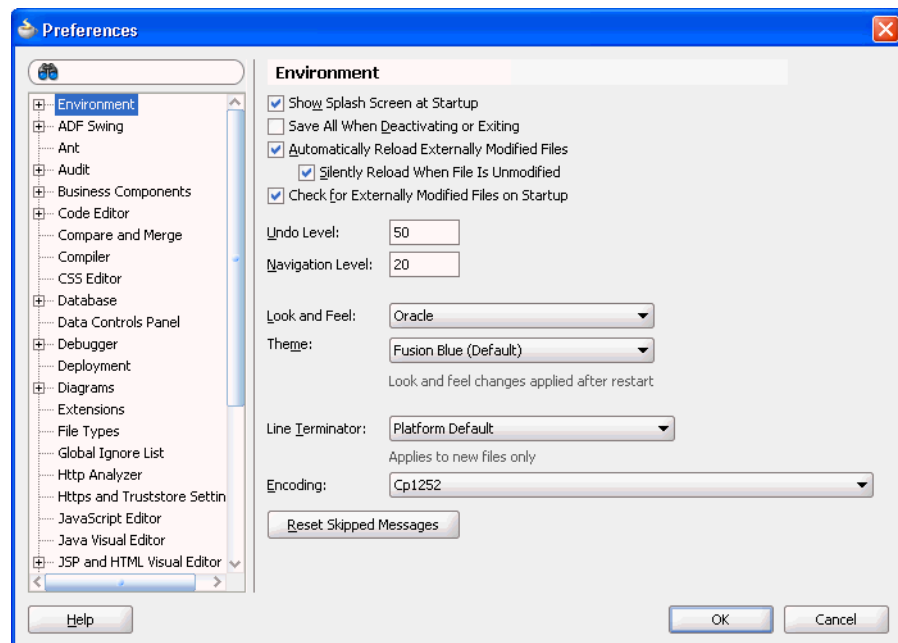 Preferences
Environment
ADF Swing
Ant
Audit
Business Components
Code Editor
Compare and Merge
Compiler
CSS Editor
Database
Data Controls Panel
Debugger
Deployment
Diagrams
Extensions
File Types
Global Ignore List
Http Analyzer
Https and Truststore Settin
JavaScript Editor
Java Visual Editor
JSP and HTML Visual Editor
Environment
Show Splash Screen at Startup
Save All When Deactivating or Exiting
Automatically Reload Externally Modified Files
Silently Reload When File Is Unmodified
Check for Externally Modified Files on Startup
Undo Level: 50
Navigation Level: 20
Look and Feel: Oracle
Theme: Fusion Blue (Default)
Look and feel changes applied after restart
Line Terminator: Platform Default
Applies to new files only
Encoding: Cp1252
Reset Skipped Messages
Help OK Cancel